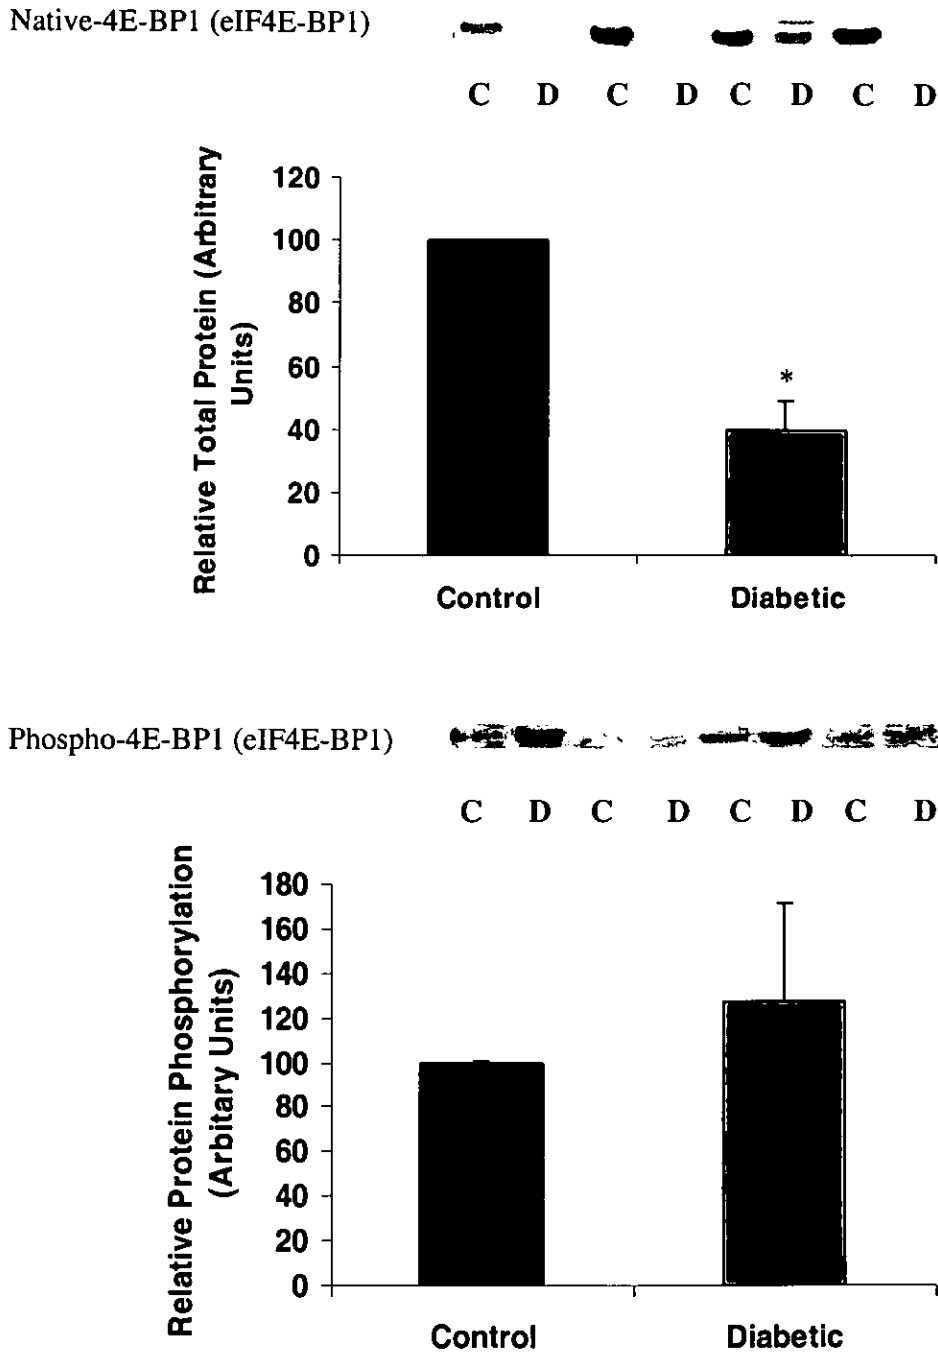 Native-4E-BP1 (eIF4E-BP1)
C D C D C D C D
Relative Total Protein (Arbitrary
Units)
120
100
80
60
40
20
0
*
Control Diabetic
Phospho-4E-BP1 (eIF4E-BP1)
C D C D C D C D
Relative Protein Phosphorylation
(Arbitary Units)
180
160
140
120
100
80
60
40
20
0
Control Diabetic